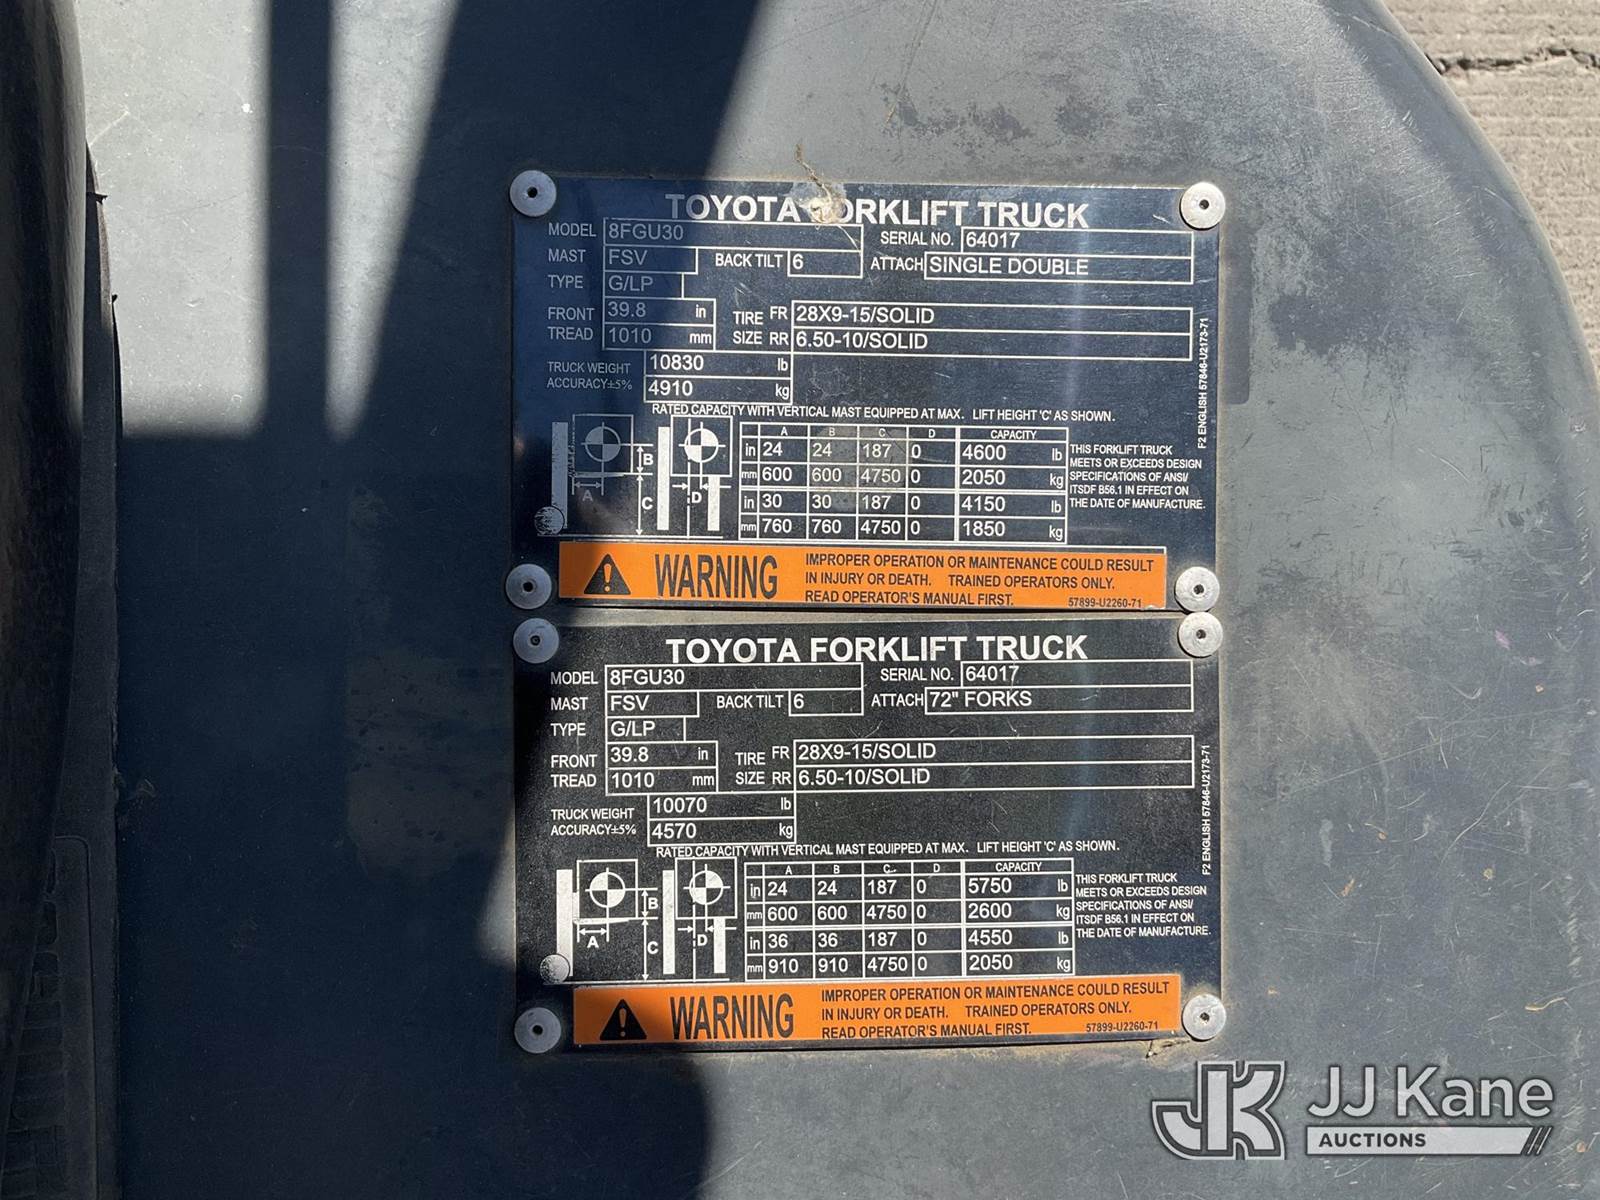 TOYOTA FORKLIFT TRUCK
MODEL 8FGU30 SERIAL NO. 64017
MAST FSV BACK TILT 6 ATTACH SINGLE DOUBLE
TYPE G/LP
FRONT TREAD 39.8 in TIRE SIZE FR 28X9-15/SOLID
1010 mm RR 6.50-10/SOLID
TRUCK WEIGHT 10830 lb
ACCURACY±5% 4910 kg
RATED CAPACITY WITH VERTICAL MAST EQUIPPED AT MAX. LIFT HEIGHT 'C' AS SHOWN.
A B C D CAPACITY
in 24 24 187 0 4600 lb
mm 600 600 4750 0 2050 kg
in 30 30 187 0 4150 lb
mm 760 760 4750 0 1850 kg
B
A
C
D
THIS FORKLIFT TRUCK
MEETS OR EXCEEDS DESIGN
SPECIFICATIONS OF ANSI/
ITSDF B56.1 IN EFFECT ON
THE DATE OF MANUFACTURE.
F2 ENGLISH 57846-U2173-71
WARNING
IMPROPER OPERATION OR MAINTENANCE COULD RESULT
IN INJURY OR DEATH. TRAINED OPERATORS ONLY.
READ OPERATOR'S MANUAL FIRST. 57899-U2260-71
TOYOTA FORKLIFT TRUCK
MODEL 8FGU30 SERIAL NO. 64017
MAST FSV BACK TILT 6 ATTACH 72" FORKS
TYPE G/LP
FRONT TREAD 39.8 in TIRE SIZE FR 28X9-15/SOLID
1010 mm RR 6.50-10/SOLID
TRUCK WEIGHT 10070 lb
ACCURACY±5% 4570 kg
RATED CAPACITY WITH VERTICAL MAST EQUIPPED AT MAX. LIFT HEIGHT 'C' AS SHOWN.
A B C D CAPACITY
in 24 24 187 0 5750 lb
mm 600 600 4750 0 2600 kg
in 36 36 187 0 4550 lb
mm 910 910 4750 0 2050 kg
B
A
C
D
THIS FORKLIFT TRUCK
MEETS OR EXCEEDS DESIGN
SPECIFICATIONS OF ANSI/
ITSDF B56.1 IN EFFECT ON
THE DATE OF MANUFACTURE.
F2 ENGLISH 57846-U2173-71
WARNING
IMPROPER OPERATION OR MAINTENANCE COULD RESULT
IN INJURY OR DEATH. TRAINED OPERATORS ONLY.
READ OPERATOR'S MANUAL FIRST. 57899-U2260-71
JK JJ Kane
AUCTIONS